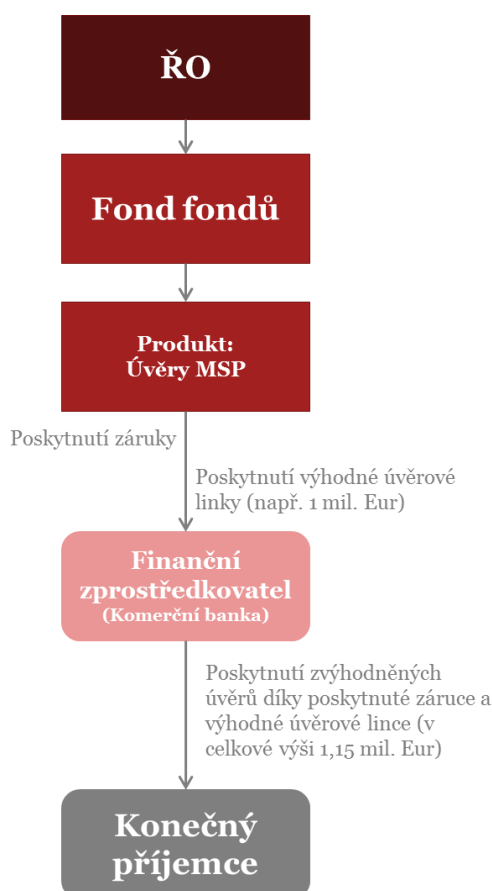 ŘO
Fond fondů
Produkt:
Úvěry MSP
Poskytnutí záruky
Poskytnutí výhodné úvěrové
linky (např. 1 mil. Eur)
Finanční
zprostředkovatel
(Komerční banka)
Poskytnutí zvýhodněných
úvěrů díky poskytnuté záruce a
výhodné úvěrové lince (v
celkové výši 1,15 mil. Eur)
Konečný
příjemce